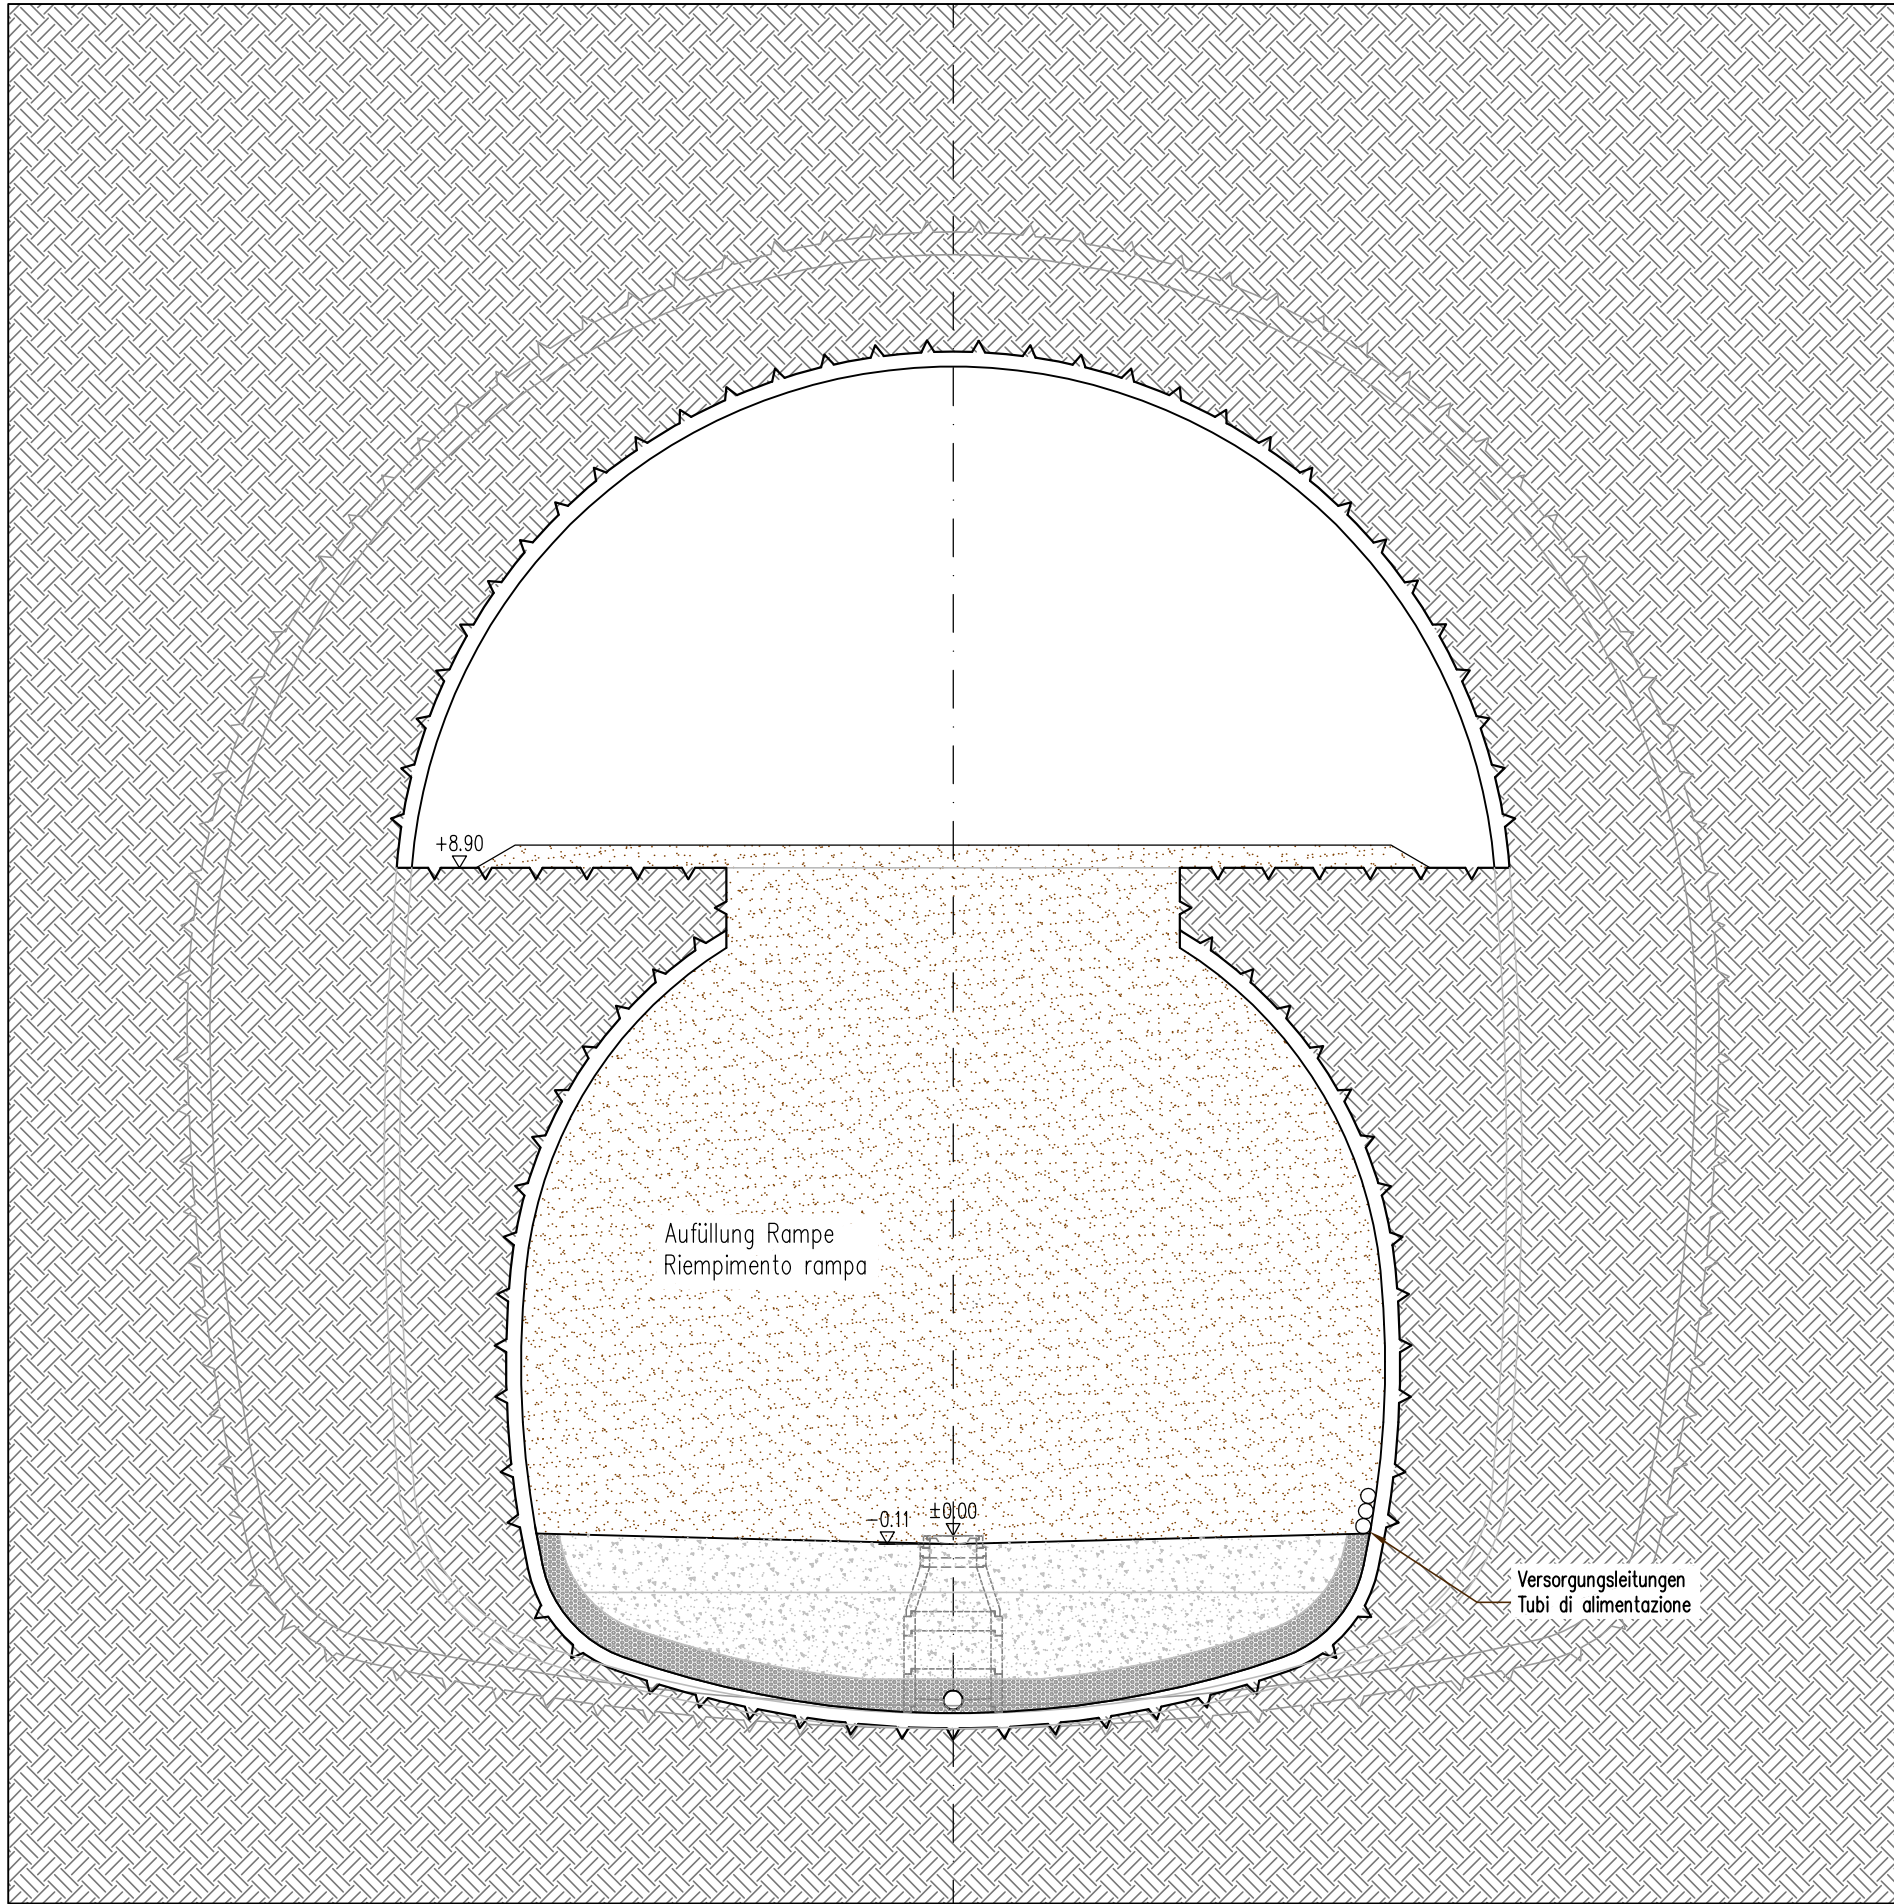 +8.90
Aufüllung Rampe
Riempimento rampa
-0.11
±0.00
Versorgungsleitungen
Tubi di alimentazione